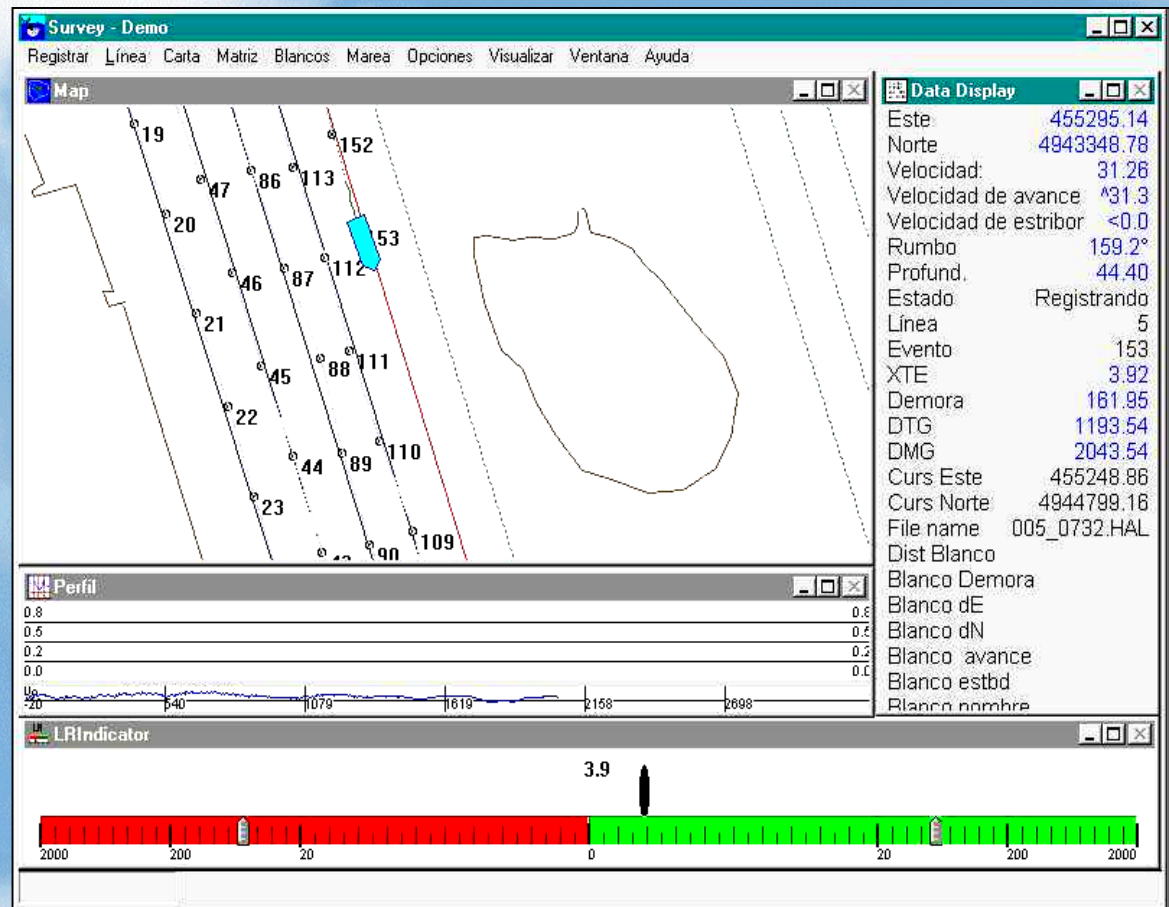 Survey - Demo
Registrar Línea Carta Matriz Blancos Marea Opciones Visualizar Ventana Ayuda
Map
19
47
86
113
152
20
46
87
112
153
21
45
88
111
22
44
89
110
23
90
109
Data Display
Este 455295.14
Norte 4943348.78
Velocidad: 31.26
Velocidad de avance ^31.3
Velocidad de estribor <0.0
Rumbo 159.2°
Profund. 44.40
Estado Registrando
Línea 5
Evento 153
XTE 3.92
Demora 161.95
DTG 1193.54
DMG 2043.54
Curs Este 455248.86
Curs Norte 4944799.16
File name 005_0732.HAL
Dist Blanco
Blanco Demora
Blanco dE
Blanco dN
Blanco avance
Blanco estbd
Blanco nombre
Perfil
0.8 0.8
0.5 0.5
0.2 0.2
0.0 0.0
-20 540 1079 1619 2158 2698
LRIndicator
3.9
2000 200 20 0 20 200 2000